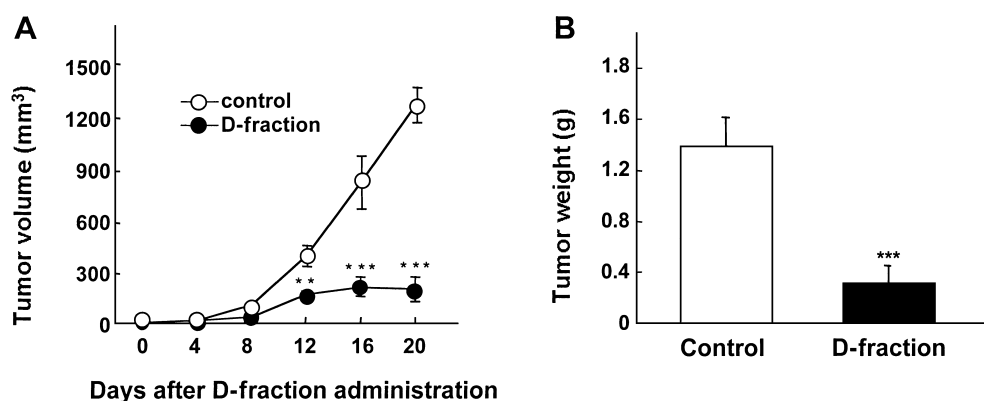 A
Tumor volume (mm³)
1500
1200
900
600
300
0
control
D-fraction
* *
* * *
* * *
0 4 8 12 16 20
Days after D-fraction administration
B
Tumor weight (g)
1.8
1.6
1.2
0.8
0.4
0
***
Control D-fraction